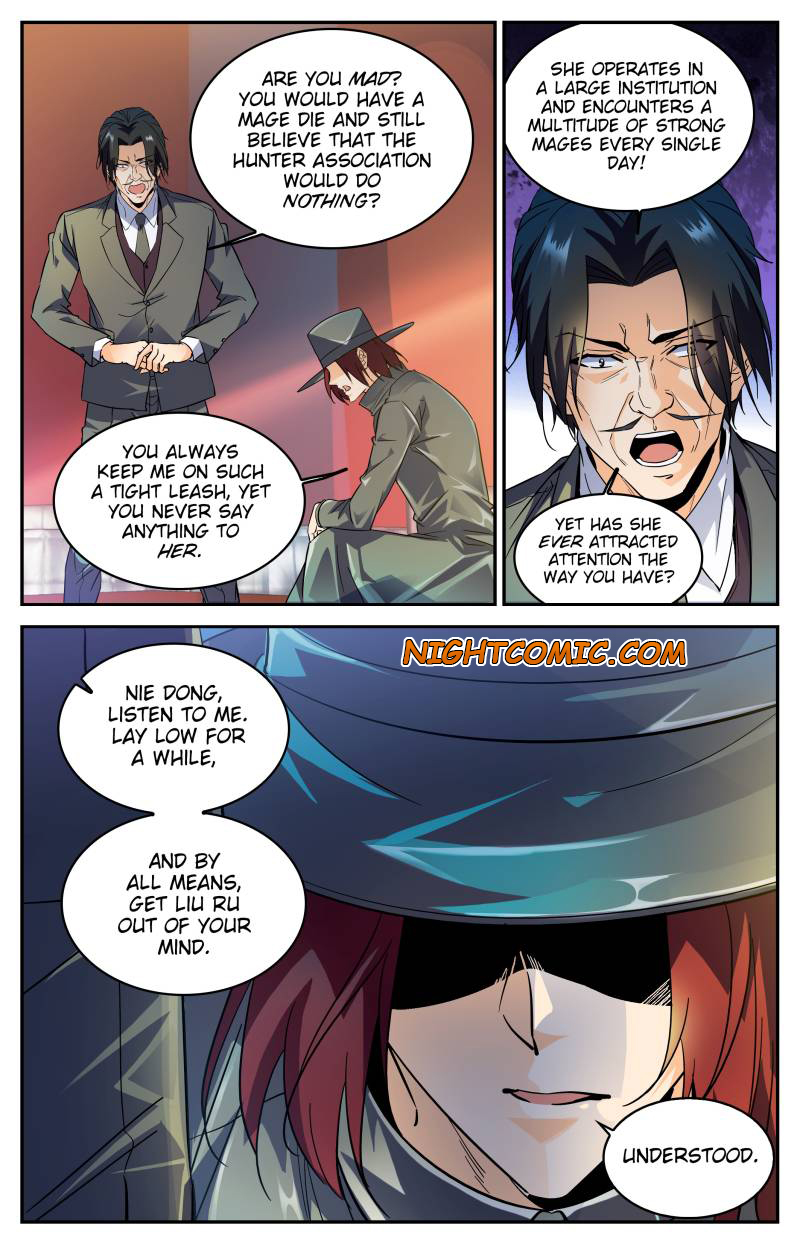 ARE YOU MAD?
YOU WOULD HAVE A
MAGE DIE AND STILL
BELIEVE THAT THE
HUNTER ASSOCIATION
WOULD DO
NOTHING?
YOU ALWAYS
KEEP ME ON SUCH
A TIGHT LEASH, YET
YOU NEVER SAY
ANYTHING TO
HER.
SHE OPERATES IN
A LARGE INSTITUTION
AND ENCOUNTERS A
MULTITUDE OF STRONG
MAGES EVERY SINGLE
DAY!
YET HAS SHE
EVER ATTRACTED
ATTENTION THE
WAY YOU HAVE?
NIGHTCOMIC.COM
NIE DONG,
LISTEN TO ME.
LAY LOW FOR
A WHILE,
AND BY
ALL MEANS,
GET LIU RU
OUT OF YOUR
MIND.
UNDERSTOOD.